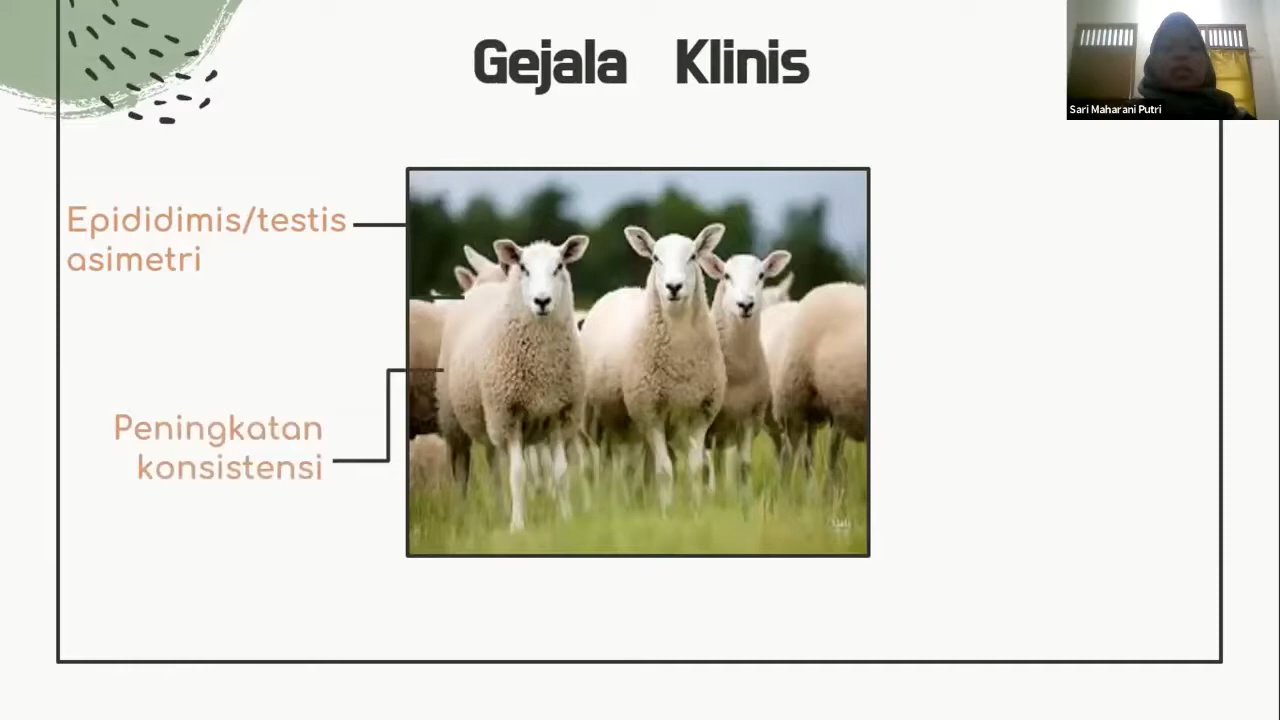 Gejala Klinis
Sari Maharani Putri
Epididimis/testis
asimetri
Peningkatan
konsistensi